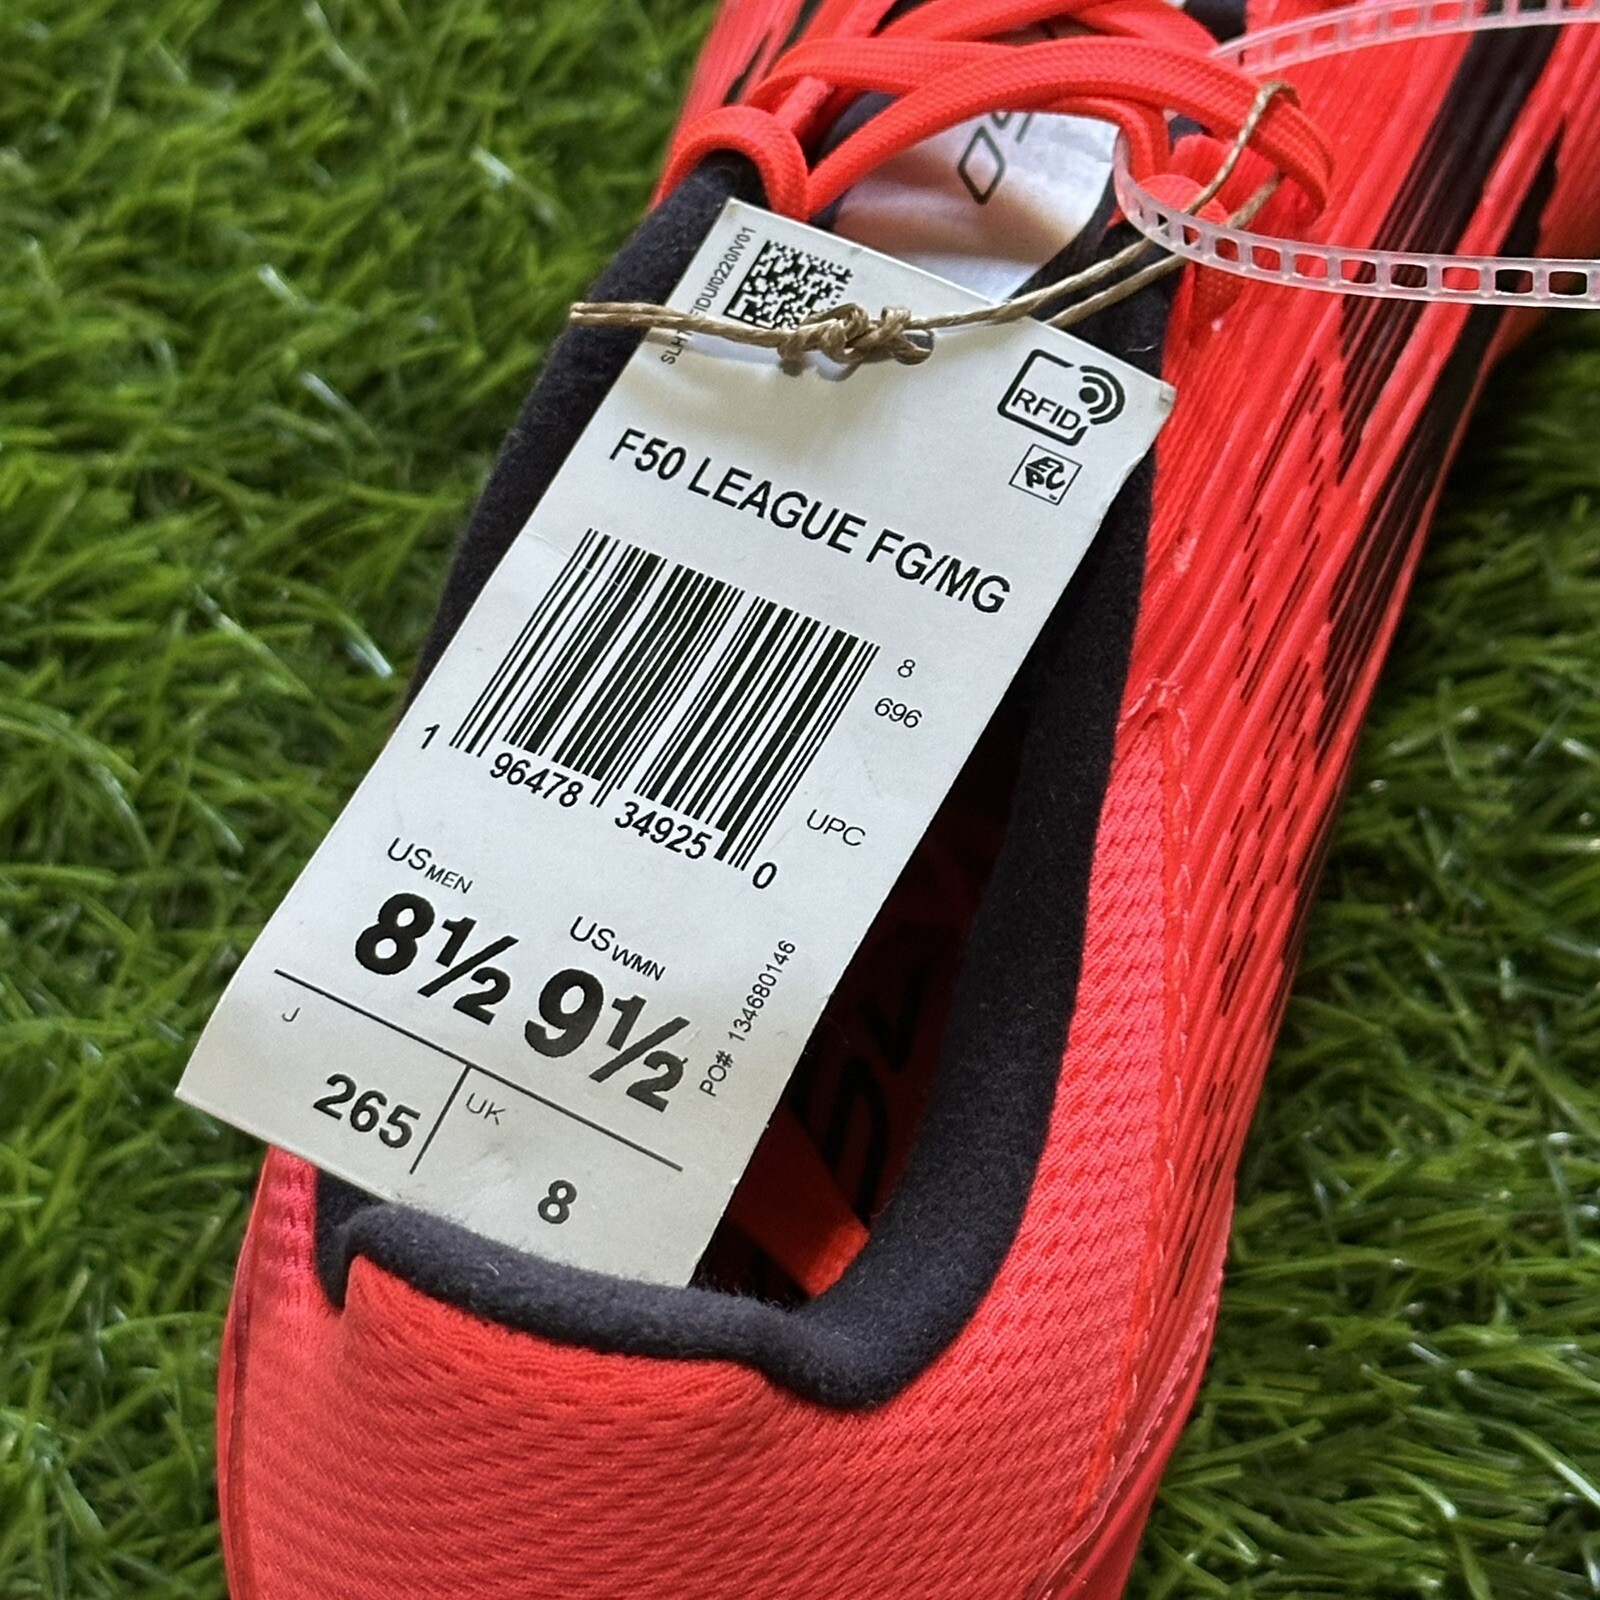 RFID
F50 LEAGUE FG/MG
8
696
1 96478 34925 0
UPC
US MEN
8½
US WMN
9½
PO# 134680146
J
265
UK
8